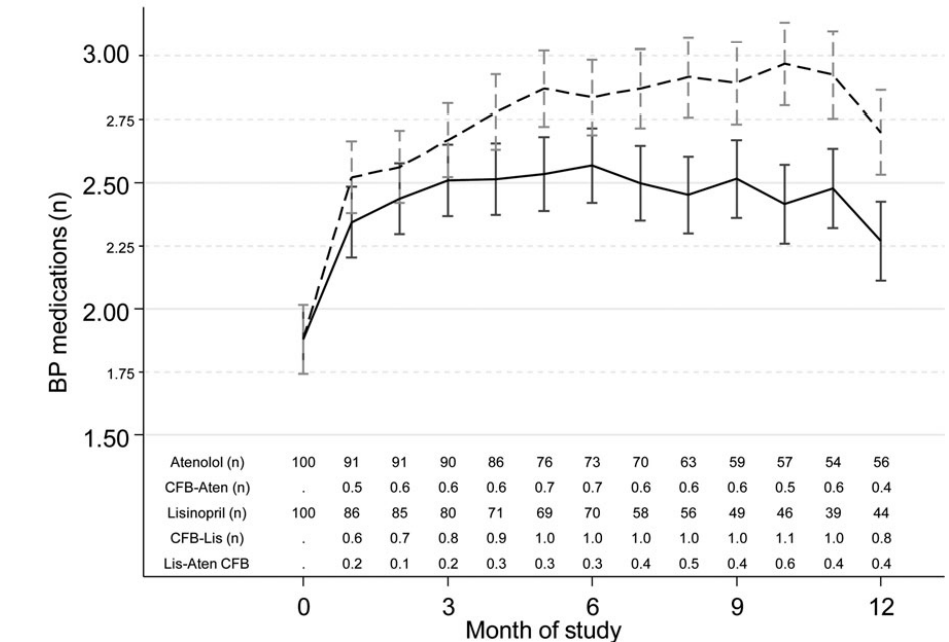 3.00
2.75
2.50
2.25
2.00
1.75
1.50
BP medications (n)
Atenolol (n) 100 91 91 90 86 76 73 70 63 59 57 54 56
CFB-Aten (n) . 0.5 0.6 0.6 0.6 0.7 0.7 0.6 0.6 0.6 0.5 0.6 0.4
Lisinopril (n) 100 86 85 80 71 69 70 58 56 49 46 39 44
CFB-Lis (n) . 0.6 0.7 0.8 0.9 1.0 1.0 1.0 1.0 1.0 1.1 1.0 0.8
Lis-Aten CFB . 0.2 0.1 0.2 0.3 0.3 0.3 0.4 0.5 0.4 0.6 0.4 0.4
0 3 6 9 12
Month of study